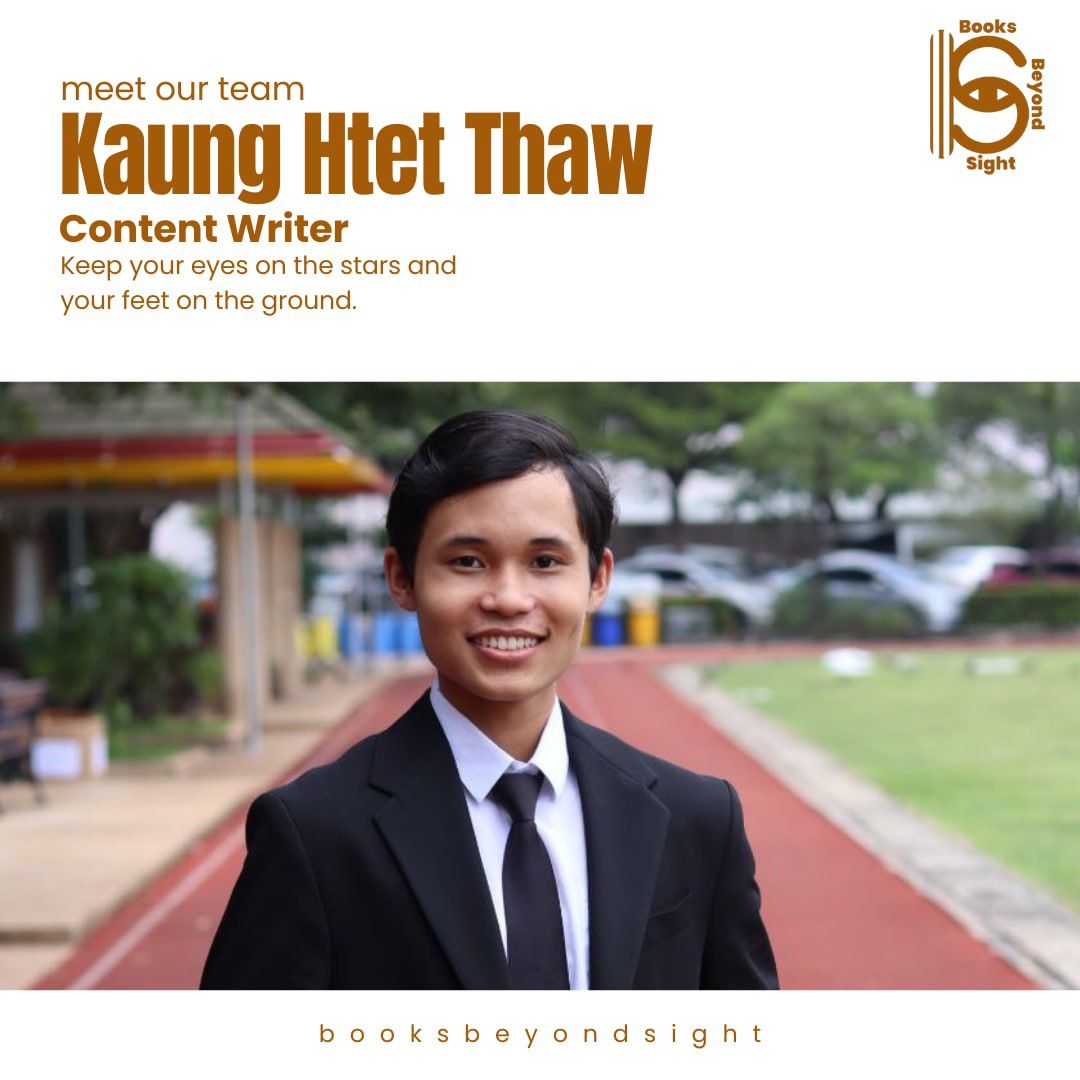 Books
Beyond
Sight
meet our team
Kaung Htet Thaw
Content Writer
Keep your eyes on the stars and
your feet on the ground.
booksbeyondsight